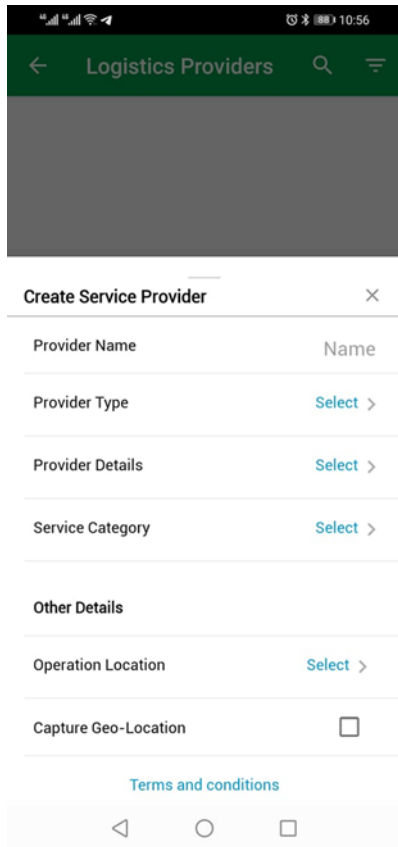 88 10:56
Logistics Providers
Create Service Provider
Provider Name Name
Provider Type Select
Provider Details Select
Service Category Select
Other Details
Operation Location Select
Capture Geo-Location
Terms and conditions